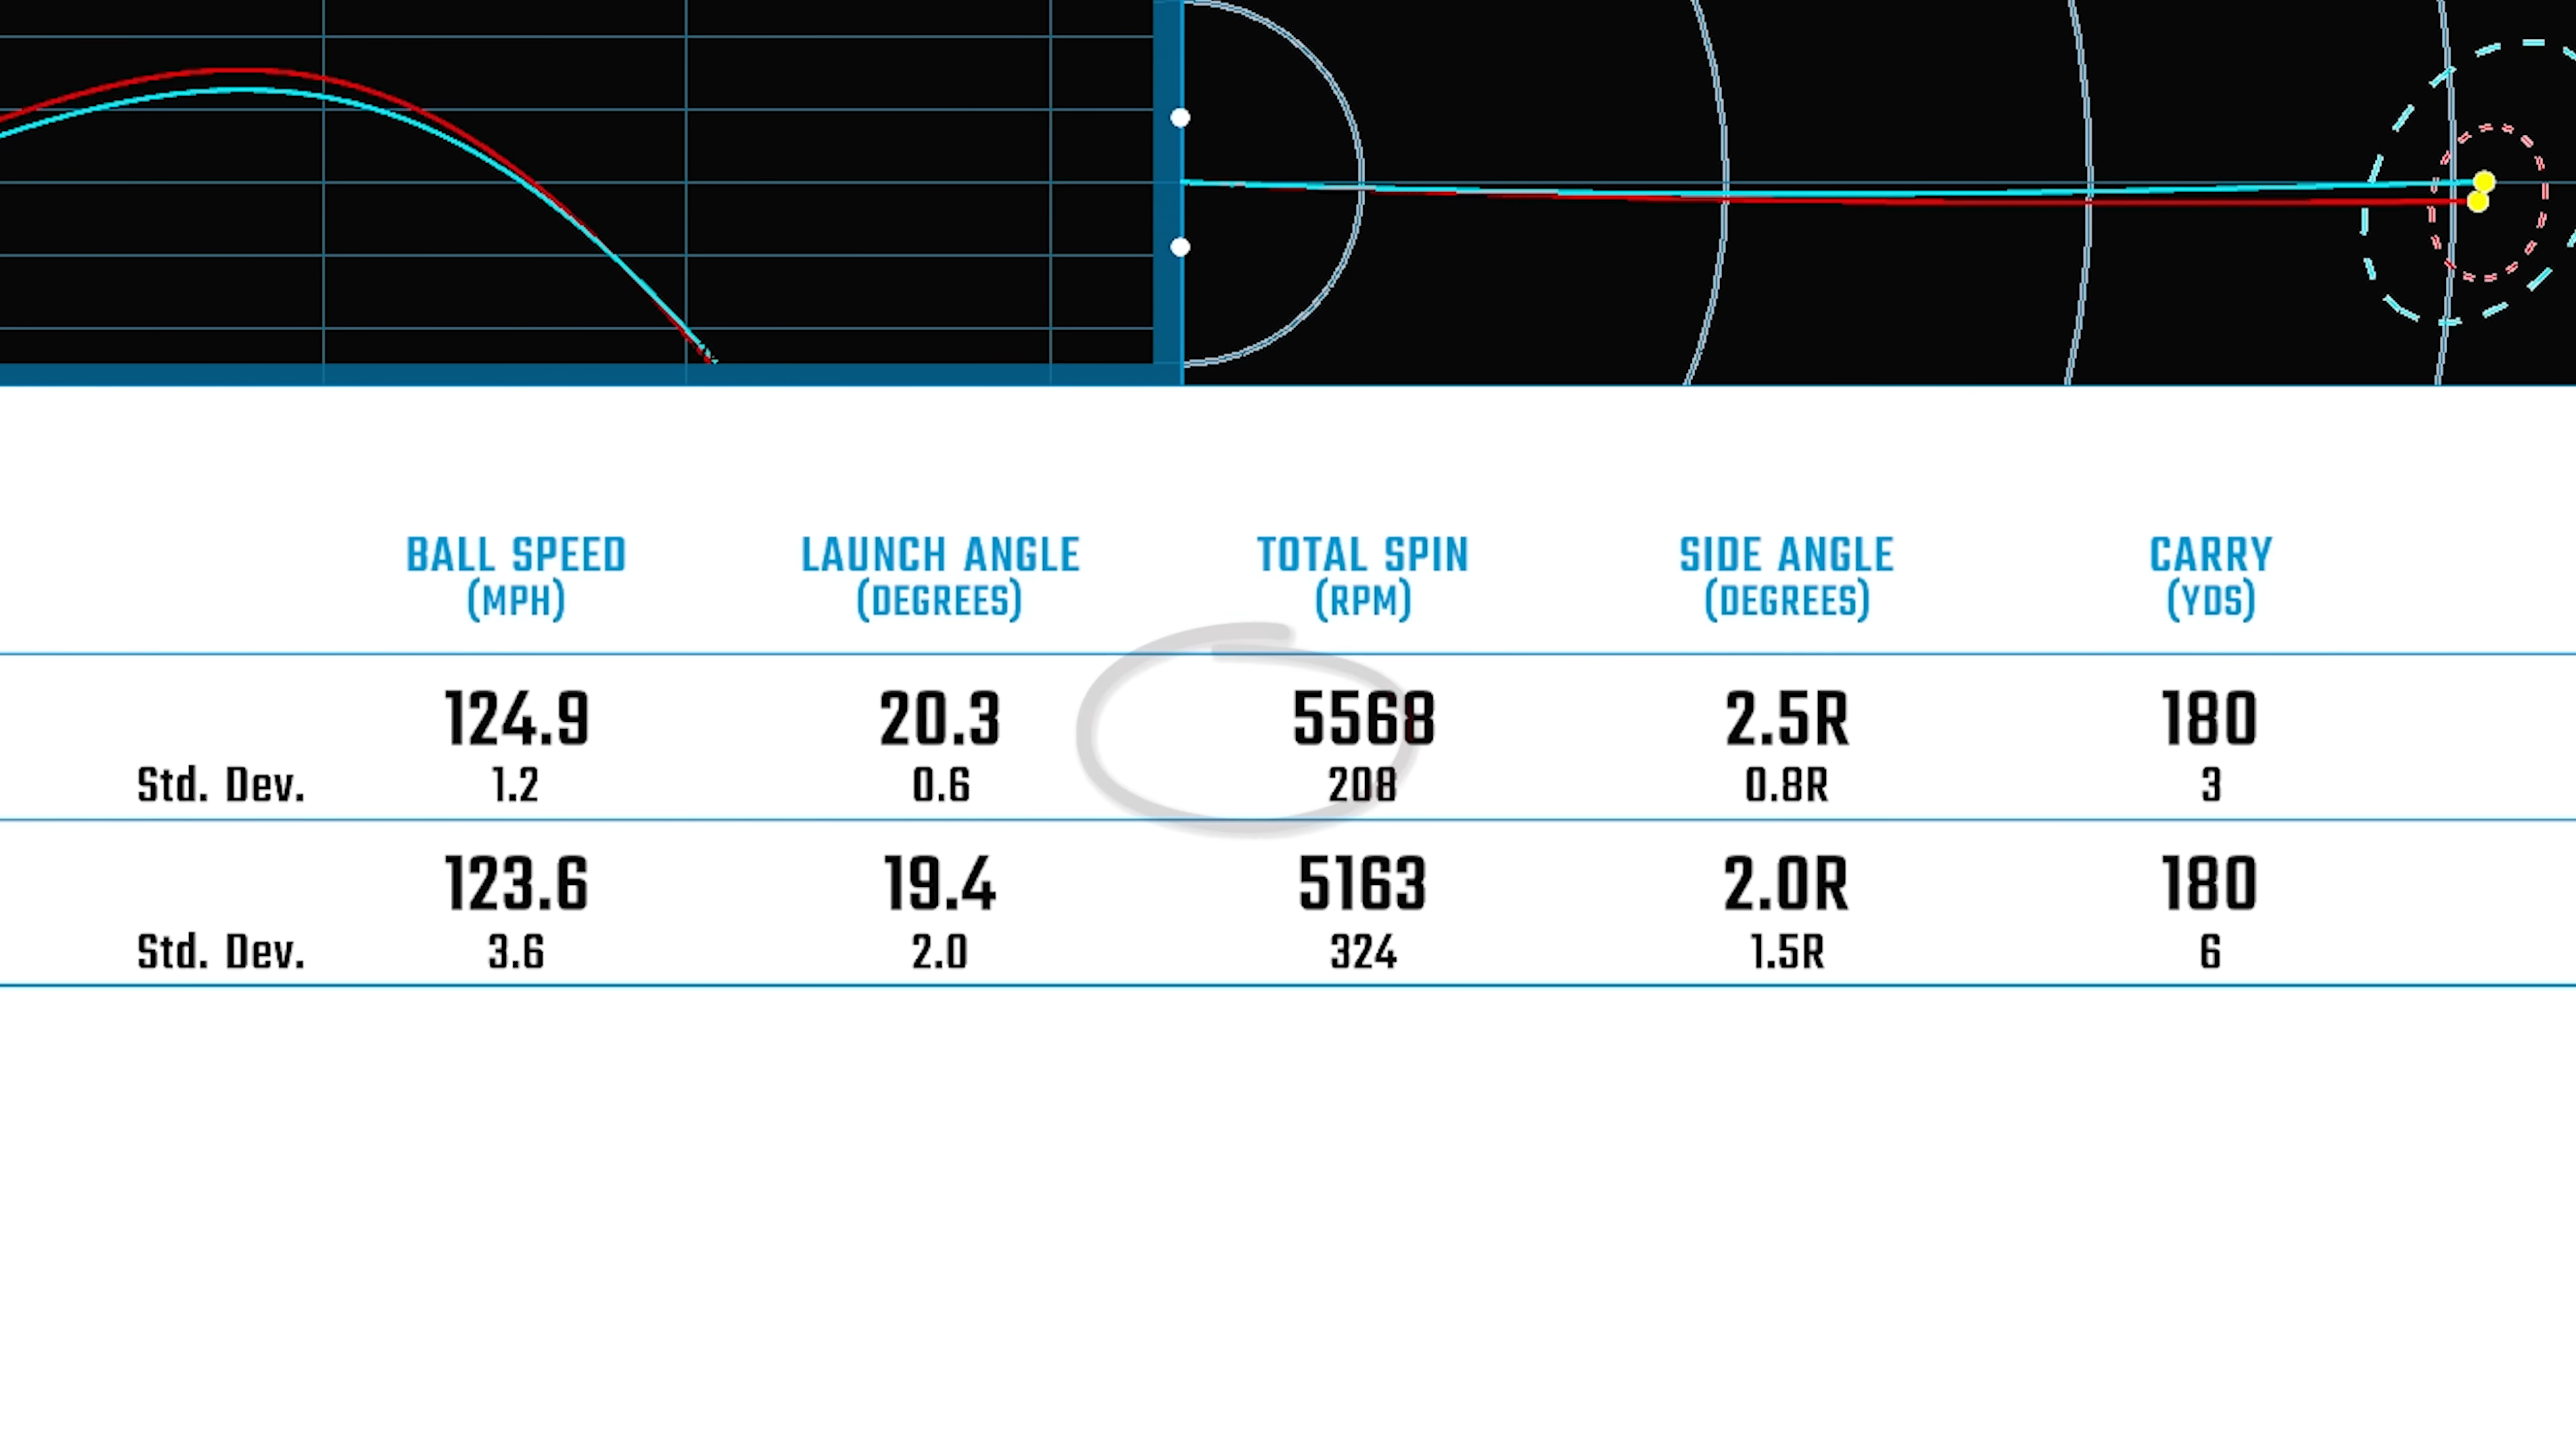 BALL SPEED LAUNCH ANGLE TOTAL SPIN SIDE ANGLE CARRY
(MPH) (DEGREES) (RPM) (DEGREES) (YDS)
124.9 20.3 5568 2.5R 180
Std. Dev. 1.2 0.6 208 0.8R 3
123.6 19.4 5163 2.0R 180
Std. Dev. 3.6 2.0 324 1.5R 6